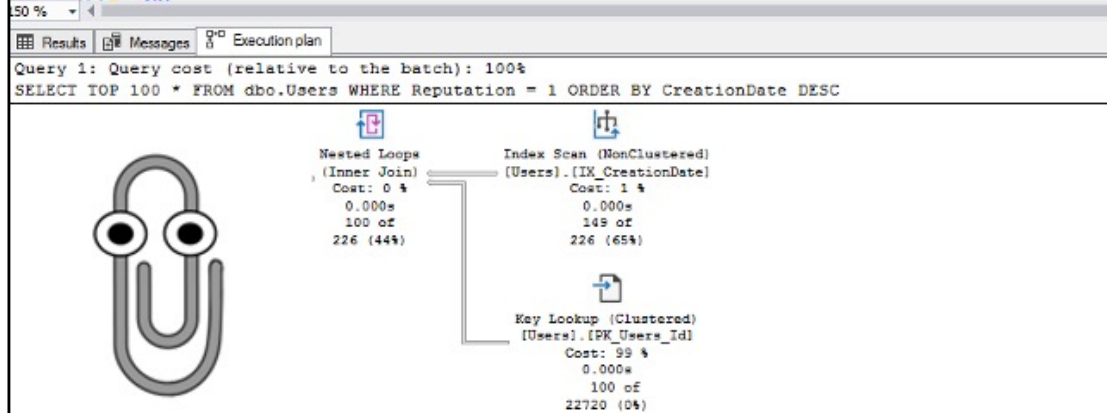 150 %
Results Messages Execution plan
Query 1: Query cost (relative to the batch): 100%
SELECT TOP 100 * FROM dbo.Users WHERE Reputation = 1 ORDER BY CreationDate DESC
Nested Loops
(Inner Join)
Cost: 0 %
0.000s
100 of
226 (44%)
Index Scan (NonClustered)
[Users].[IX_CreationDate]
Cost: 1 %
0.000s
149 of
226 (65%)
Key Lookup (Clustered)
[Users].[PK_Users_Id]
Cost: 99 %
0.000s
100 of
22720 (0%)